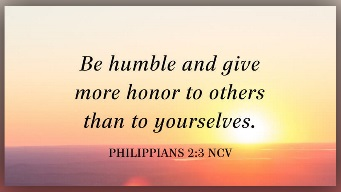 Be humble and give
more honor to others
than to yourselves.
PHILIPPIANS 2:3 NCV